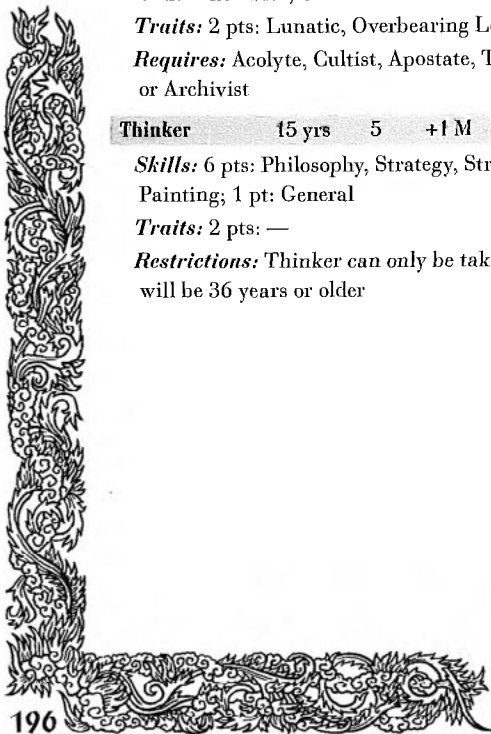 Traits: 2 pts: Lunatic, Overbearing
Requires: Acolyte, Cultist, Apostate,
or Archivist
Thinker 15 yrs 5 +1 M
Skills: 6 pts: Philosophy, Strategy,
Painting; 1 pt: General
Traits: 2 pts: —
Restrictions: Thinker can only be
will be 36 years or older
196